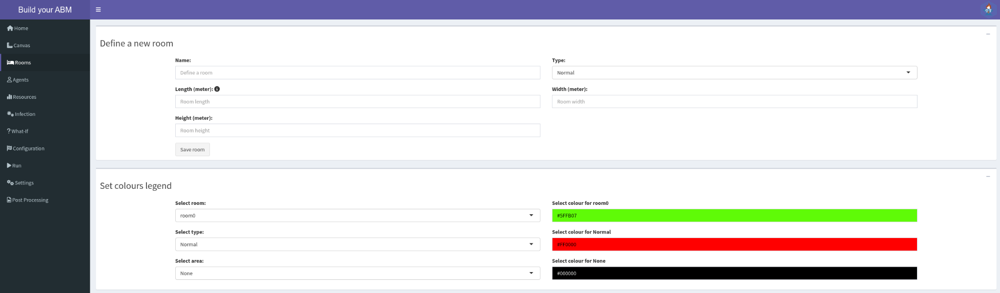 Build your ABM
Home
Canvas
Rooms
Agents
Resources
Infection
What-If
Configuration
Run
Settings
Post Processing
Define a new room
Name:
Type:
Define a room
Normal
Length (meter):
Width (meter):
Room length
Room width
Height (meter):
Room height
Save room
Set colours legend
Select room:
Select colour for room0
room0
#5FFB07
Select type:
Select colour for Normal
Normal
#FF0000
Select area:
Select colour for None
None
#000000